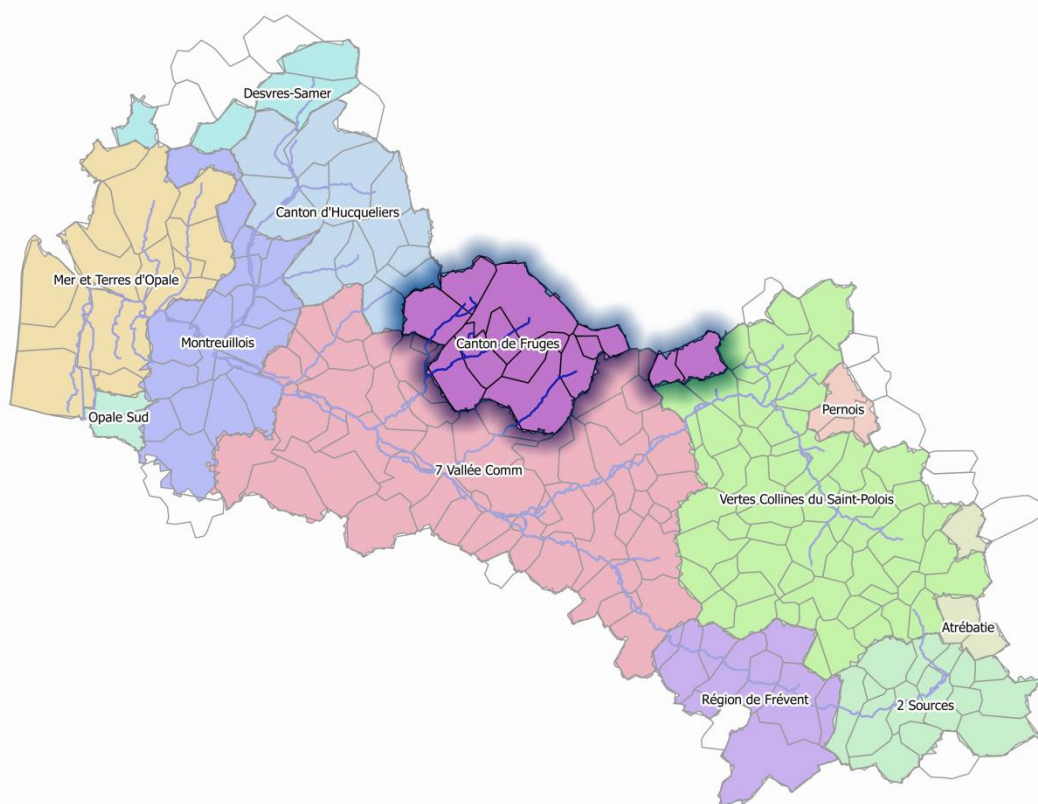 Desvres-Samer
Canton d'Hucqueliers
Mer et Terres d'Opale
Montreuillois
Canton de Fruges
Opale Sud
Pernois
7 Vallée Comm
Vertes Collines du Saint-Polois
Atrébatie
Région de Frévent
2 Sources